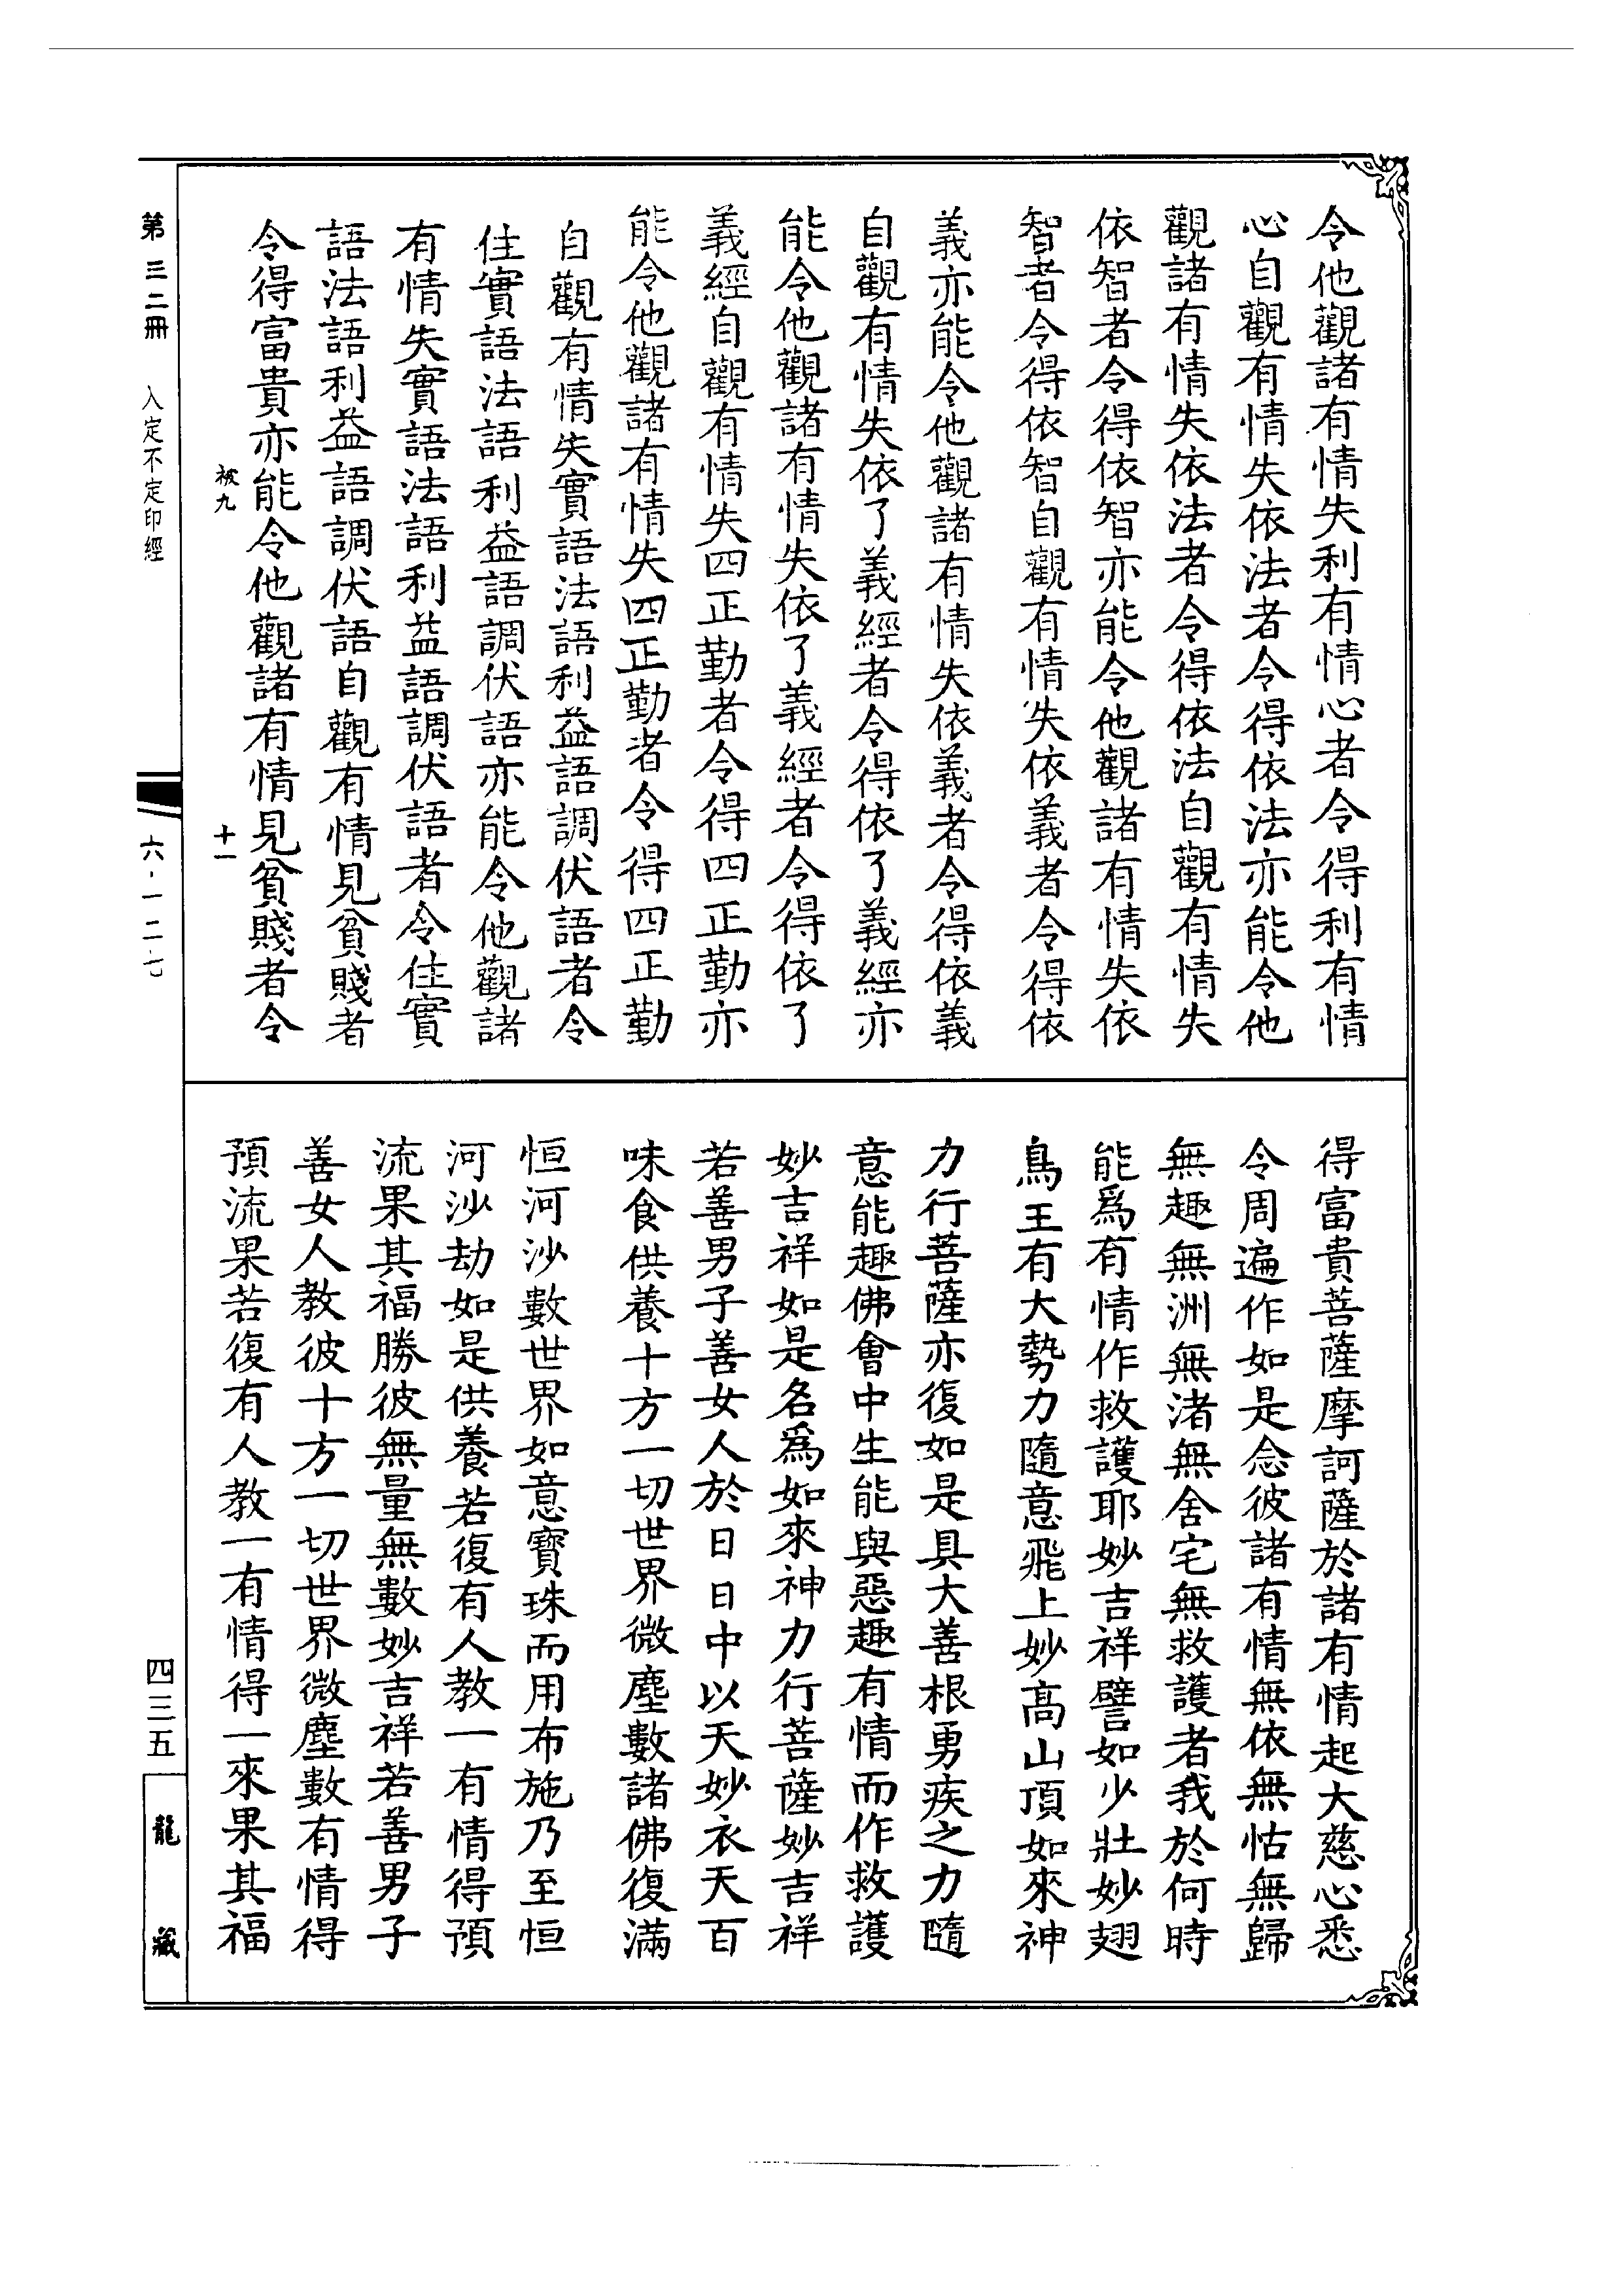 令他觀諸有情失利有情心者令得利有情
心自觀有情失依法者令得依法亦能令他
觀諸有情失依法者令得依法自觀有情失
依智者令得依智亦能令他觀諸有情失依
智者令得依智自觀有情失依義者令得依
義亦能令他觀諸有情失依義者令得依義
自觀有情失依了義經者令得依了義經亦
能令他觀諸有情失依了義經者令得依了
義經自觀有情失四正勤者令得四正勤亦
能令他觀諸有情失四正勤者令得四正勤
自觀有情失實語法語利益語調伏語者令
住實語法語利益語調伏語亦能令他觀諸
有情失實語法語利益語調伏語者令住實
語法語利益語調伏語自觀有情見貧賤者
令得富貴亦能令他觀諸有情見貧賤者令
被九 十一
得富貴菩薩摩訶薩於諸有情起大慈心悉
令周遍作如是念彼諸有情無依無怙無歸
無趣無洲無渚無舍宅無救護者我於何時
能爲有情作救護耶妙吉祥譬如少壯妙翅
鳥王有大勢力隨意飛上妙高山頂如來神
力行菩薩亦復如是具大善根勇疾之力隨
意能趣佛會中生能與惡趣有情而作救護
妙吉祥如是名爲如來神力行菩薩妙吉祥
若善男子善女人於日日中以天妙衣天百
味食供養十方一切世界微塵數諸佛復滿
恒河沙數世界如意寶珠而用布施乃至恒
河沙劫如是供養若復有人教一有情得預
流果其福勝彼無量無數妙吉祥若善男子
善女人教彼十方一切世界微塵數有情得
預流果若復有人教一有情得一來果其福
第三二冊 入定不定印經 六·一二七 四三五 龍藏